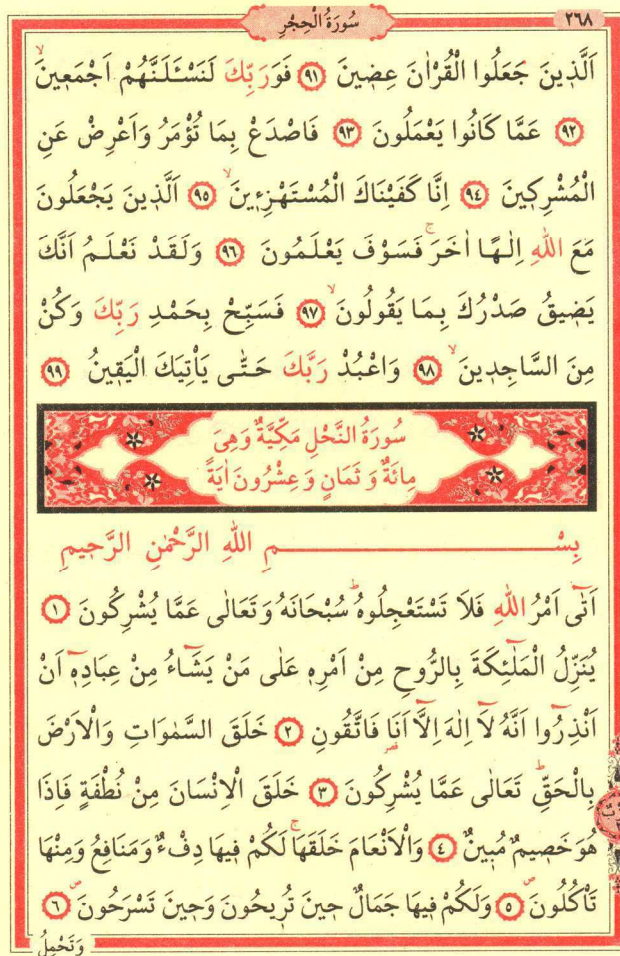 سُورَةُ الْحِجْرِ
٢٦٨
اَلَّذ۪ينَ جَعَلُوا الْقُرْاٰنَ عِض۪ينَ ﴿٩١﴾ فَوَرَبِّكَ لَنَسْـَٔلَنَّهُمْ اَجْمَع۪ينَۙ
﴿٩٢﴾ عَمَّا كَانُوا يَعْمَلُونَ ﴿٩٣﴾ فَاصْدَعْ بِمَا تُؤْمَرُ وَاَعْرِضْ عَنِ
الْمُشْرِك۪ينَ ﴿٩٤﴾ اِنَّا كَفَيْنَاكَ الْمُسْتَهْزِء۪ينَۙ ﴿٩٥﴾ اَلَّذ۪ينَ يَجْعَلُونَ
مَعَ اللّٰهِ اِلٰهًا اٰخَرَۚ فَسَوْفَ يَعْلَمُونَ ﴿٩٦﴾ وَلَقَدْ نَعْلَمُ اَنَّكَ
يَض۪يقُ صَدْرُكَ بِمَا يَقُولُونَۙ ﴿٩٧﴾ فَسَبِّحْ بِحَمْدِ رَبِّكَ وَكُنْ
مِنَ السَّاجِد۪ينَۙ ﴿٩٨﴾ وَاعْبُدْ رَبَّكَ حَتّٰى يَأْتِيَكَ الْيَق۪ينُ ﴿٩٩﴾
سُورَةُ النَّحْلِ مَكِّيَّةٌ وَهِيَ
مِائَةٌ وَ ثَمَانٍ وَ عِشْرُونَ اٰيَةً
بِسْمِ اللّٰهِ الرَّحْمٰنِ الرَّح۪يمِ
اَتٰٓى اَمْرُ اللّٰهِ فَلَا تَسْتَعْجِلُوهُۜ سُبْحَانَهُ وَتَعَالٰى عَمَّا يُشْرِكُونَ ﴿١﴾
يُنَزِّلُ الْمَلٰٓئِكَةَ بِالرُّوحِ مِنْ اَمْرِه۪ عَلٰى مَنْ يَشَٓاءُ مِنْ عِبَادِه۪ٓ اَنْ
اَنْذِرُٓوا اَنَّهُ لَٓا اِلٰهَ اِلَّٓا اَنَا۬ فَاتَّقُونِ ﴿٢﴾ خَلَقَ السَّمٰوَاتِ وَالْاَرْضَ
بِالْحَقِّۜ تَعَالٰى عَمَّا يُشْرِكُونَ ﴿٣﴾ خَلَقَ الْاِنْسَانَ مِنْ نُطْفَةٍ فَاِذَا
هُوَ خَص۪يمٌ مُب۪ينٌ ﴿٤﴾ وَالْاَنْعَامَ خَلَقَهَاۚ لَكُمْ ف۪يهَا دِفْءٌ وَمَنَافِعُ وَمِنْهَا
تَأْكُلُونَۖ ﴿٥﴾ وَلَكُمْ ف۪يهَا جَمَالٌ ح۪ينَ تُر۪يحُونَ وَح۪ينَ تَسْرَحُونَۖ ﴿٦﴾
وَتَحْمِلُ